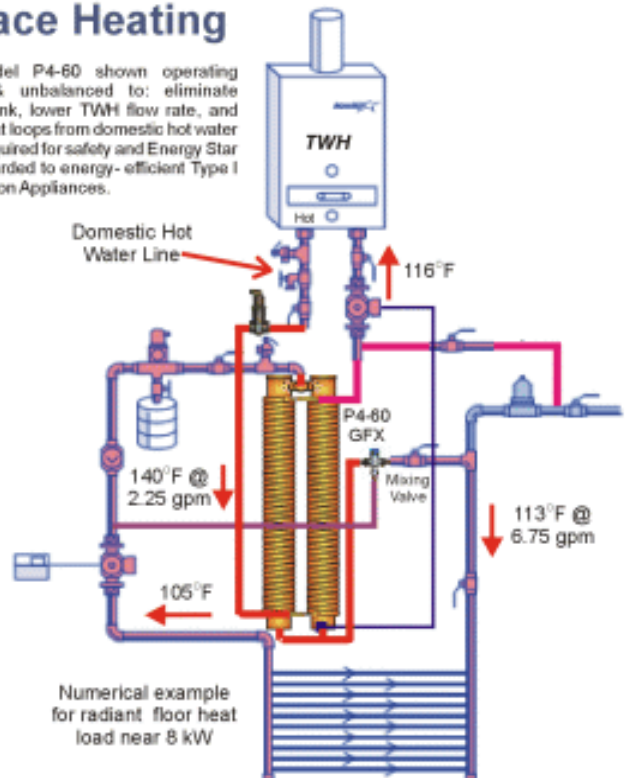 ace Heating
del P4-60 shown operating
& unbalanced to: eliminate
nk, lower TWH flow rate, and
t loops from domestic hot water
quired for safety and Energy Star
arded to energy- efficient Type I
on Appliances.
TWH
Hot
Domestic Hot
Water Line
116°F
P4-60
GFX
140°F @
2.25 gpm
Mixing
Valve
113°F @
6.75 gpm
105°F
Numerical example
for radiant floor heat
load near 8 kW